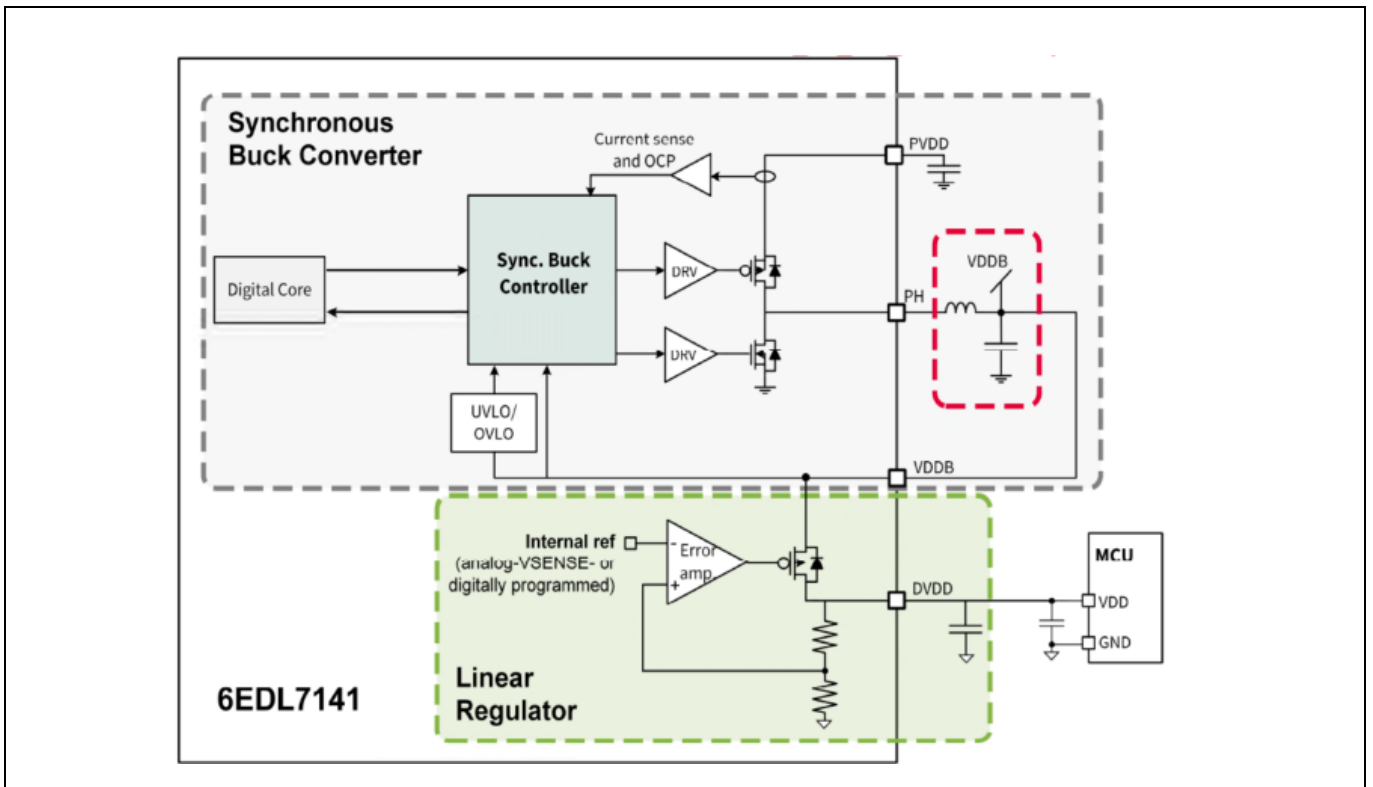 Synchronous
Buck Converter
Current sense
and OCP
PVDD
Sync. Buck
Controller
Digital Core
DRV
VDDB
PH
DRV
UVLO/
OVLO
VDDB
Internal ref
(analog-VSENSE- or
digitally programmed)
-
Error
amp.
+
MCU
DVDD
VDD
GND
Linear
Regulator
6EDL7141